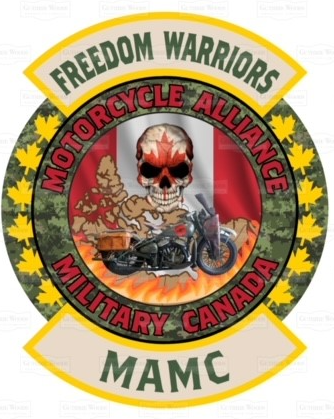 FREEDOM WARRIORS
MOTORCYCLE ALLIANCE
MILITARY CANADA
MAMC